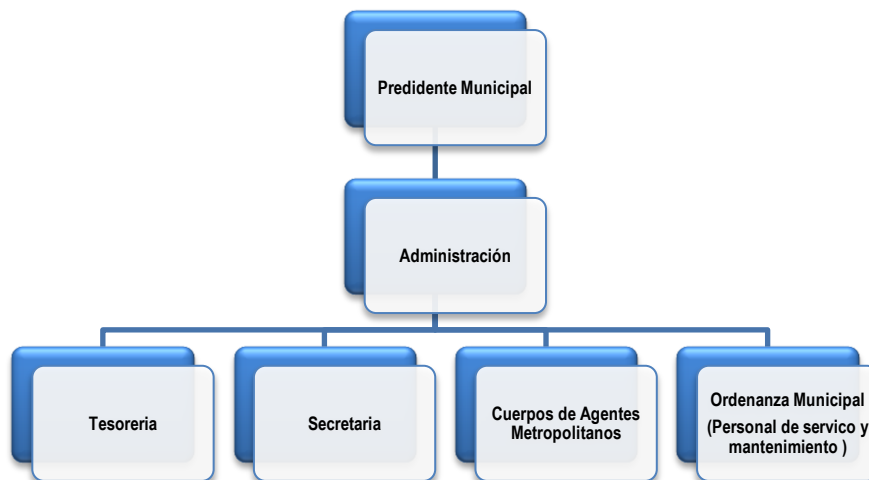 Predidente Municipal
Administración
Tesoreria
Secretaria
Cuerpos de Agentes
Metropolitanos
Ordenanza Municipal
(Personal de servico y
mantenimiento )